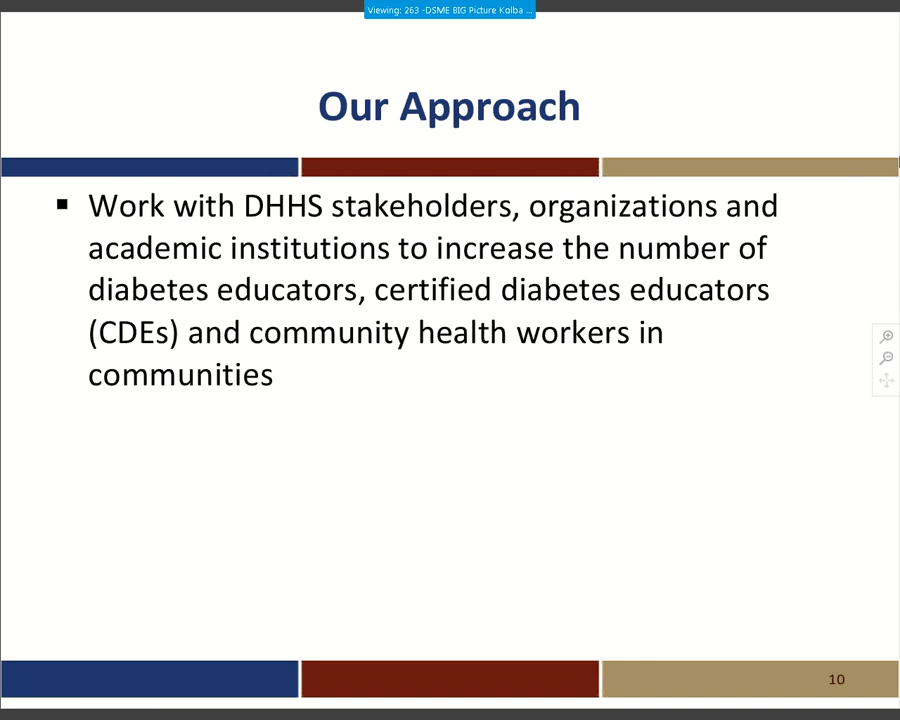 Viewing: 263 -DSME BIG Picture Kolba ...
Our Approach
▪ Work with DHHS stakeholders, organizations and
academic institutions to increase the number of
diabetes educators, certified diabetes educators
(CDEs) and community health workers in
communities
10